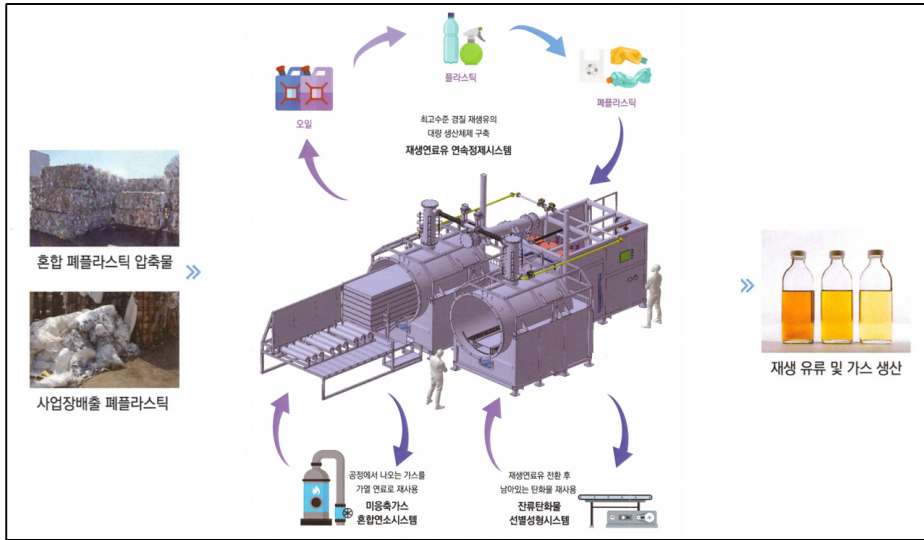 플라스틱
폐플라스틱
오일
최고수준 경질 재생유의
대량 생산체제 구축
재생연료유 연속정제시스템
혼합 폐플라스틱 압축물
사업장배출 폐플라스틱
재생 유류 및 가스 생산
공정에서 나오는 가스를
가열 연료로 재사용
미응축가스
혼합연소시스템
재생연료유 전환 후
남아있는 탄화물 재사용
잔류탄화물
선별성형시스템